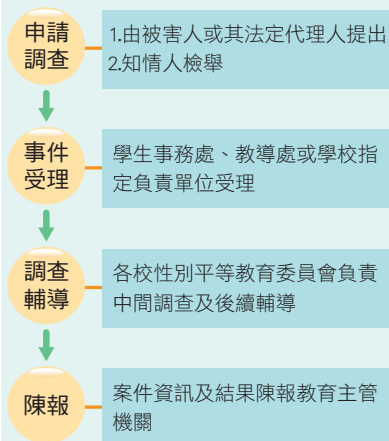 申請
調查
1.由被害人或其法定代理人提出
2.知情人檢舉
事件
受理
學生事務處、教導處或學校指
定負責單位受理
調查
輔導
各校性別平等教育委員會負責
中間調查及後續輔導
陳報
案件資訊及結果陳報教育主管
機關